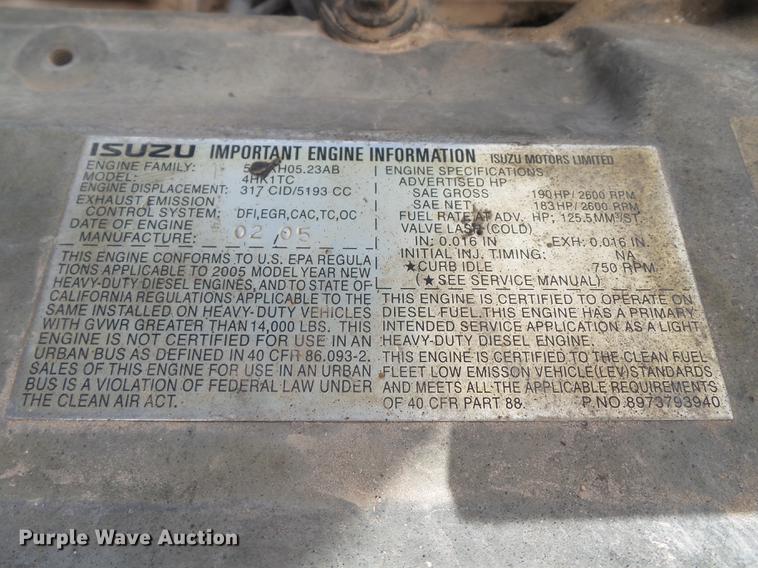 ISUZU IMPORTANT ENGINE INFORMATION ISUZU MOTORS LIMITED
ENGINE FAMILY: H05.23AB
MODEL: 4HK1TC
ENGINE DISPLACEMENT: 317 CID/5193 CC
EXHAUST EMISSION
CONTROL SYSTEM: DFI,EGR,CAC,TC,OC
DATE OF ENGINE
MANUFACTURE: 02/05
THIS ENGINE CONFORMS TO U.S. EPA REGULA
TIONS APPLICABLE TO 2005 MODEL YEAR NEW
HEAVY-DUTY DIESEL ENGINES, AND TO STATE OF
CALIFORNIA REGULATIONS APPLICABLE TO THE
SAME INSTALLED ON HEAVY-DUTY VEHICLES
WITH GVWR GREATER THAN 14,000 LBS. THIS
ENGINE IS NOT CERTIFIED FOR USE IN AN
URBAN BUS AS DEFINED IN 40 CFR 86.093-2.
SALES OF THIS ENGINE FOR USE IN AN URBAN
BUS IS A VIOLATION OF FEDERAL LAW UNDER
THE CLEAN AIR ACT.
ENGINE SPECIFICATIONS
ADVERTISED HP
SAE GROSS 190 HP/ 2600 RPM
SAE NET 183 HP/ 2600 RPM
FUEL RATE AT ADV. HP: 125.5MM³/ST.
VALVE LASH (COLD)
IN: 0.016 IN EXH: 0.016 IN
INITIAL INJ. TIMING: NA
★CURB IDLE 750 RPM
(★SEE SERVICE MANUAL)
THIS ENGINE IS CERTIFIED TO OPERATE ON
DIESEL FUEL. THIS ENGINE HAS A PRIMARY
INTENDED SERVICE APPLICATION AS A LIGHT
HEAVY-DUTY DIESEL ENGINE.
THIS ENGINE IS CERTIFIED TO THE CLEAN FUEL
FLEET LOW EMISSON VEHICLE(LEV)STANDARDS
AND MEETS ALL THE APPLICABLE REQUIREMENTS
OF 40 CFR PART 88. P.NO.8973793940
Purple Wave Auction